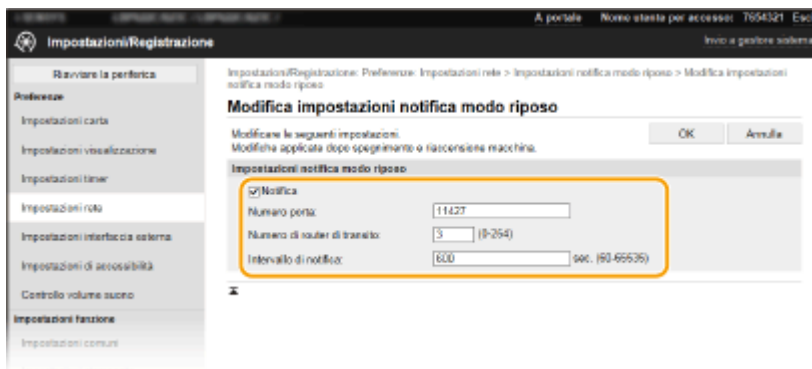 A portale Nome utente per accesso: 7654321 Esci
Impostazioni/Registrazione
Invio a gestore sistema
Riavviare la periferica
Preferenze
Impostazioni carta
Impostazioni visualizzazione
Impostazioni timer
Impostazioni rete
Impostazioni interfaccia esterna
Impostazioni di accessibilità
Controllo volume suono
Impostazioni funzione
Impostazioni comuni
Impostazioni/Registrazione: Preferenze: Impostazioni rete > Impostazioni notifica modo riposo > Modifica impostazioni
notifica modo riposo
Modifica impostazioni notifica modo riposo
Modificare le seguenti impostazioni.
Modifiche applicate dopo spegnimento e riaccensione macchina.
OK Annulla
Impostazioni notifica modo riposo
Notifica
Numero porta: 11427
Numero di router di transito: 3 (0-254)
Intervallo di notifica: 600 sec. (60-65535)